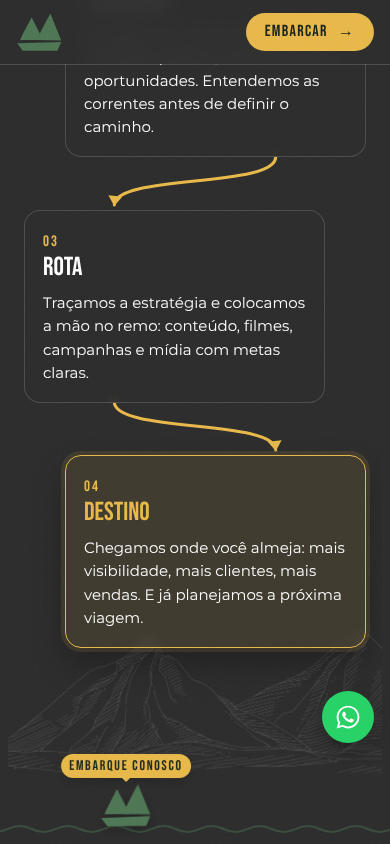 EMBARCAR →
oportunidades. Entendemos as
correntes antes de definir o
caminho.
03
ROTA
Traçamos a estratégia e colocamos
a mão no remo: conteúdo, filmes,
campanhas e mídia com metas
claras.
04
DESTINO
Chegamos onde você almeja: mais
visibilidade, mais clientes, mais
vendas. E já planejamos a próxima
viagem.
EMBARQUE CONOSCO